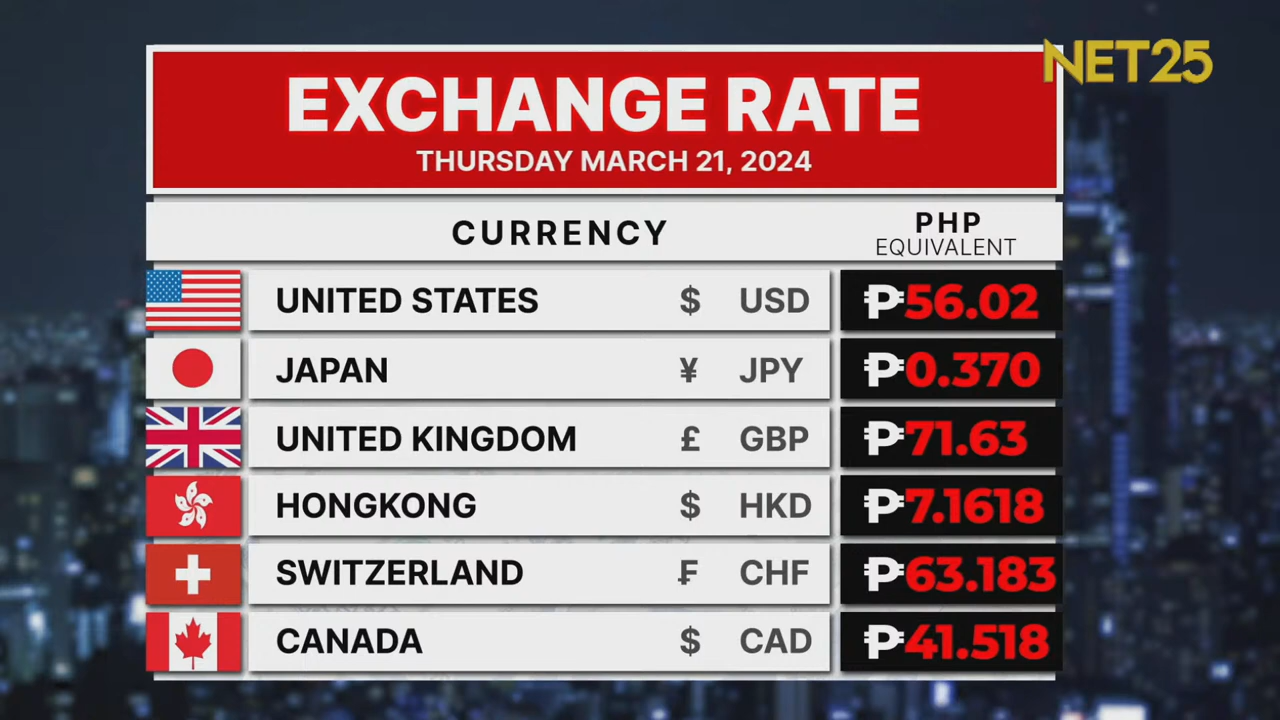 NET25
EXCHANGE RATE
THURSDAY MARCH 21, 2024
CURRENCY
PHP
EQUIVALENT
UNITED STATES $ USD ₱56.02
JAPAN ¥ JPY ₱0.370
UNITED KINGDOM £ GBP ₱71.63
HONGKONG $ HKD ₱7.1618
SWITZERLAND ₣ CHF ₱63.183
CANADA $ CAD ₱41.518